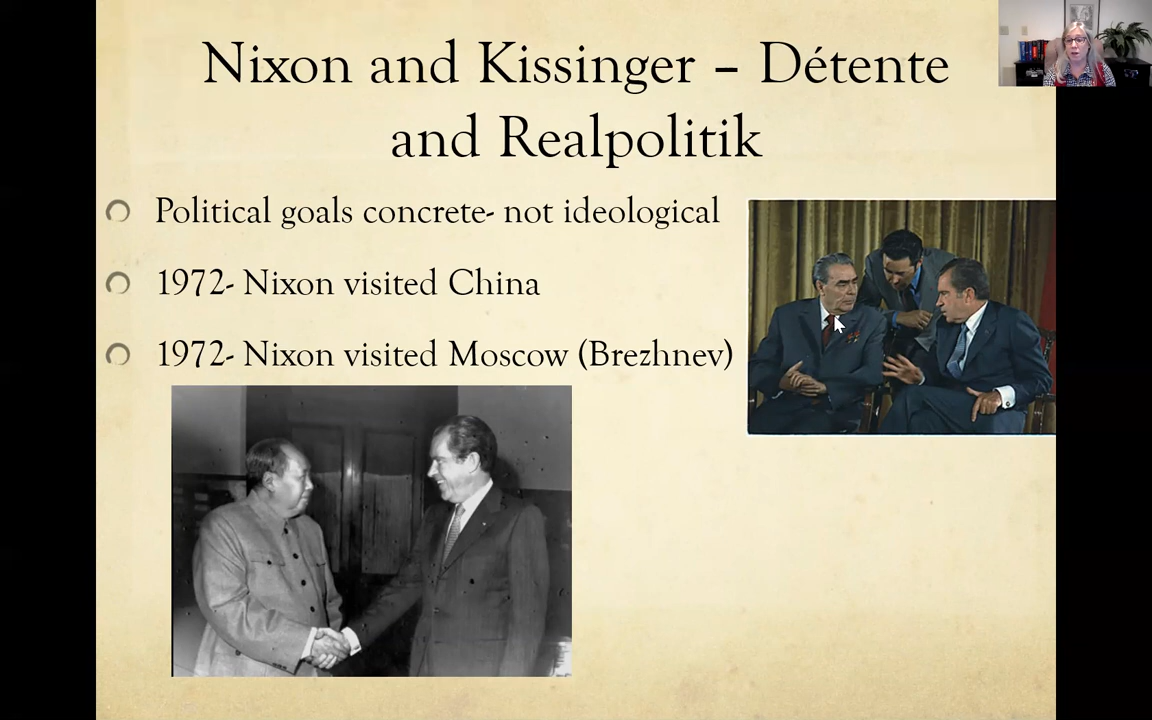 Nixon and Kissinger – Détente
and Realpolitik
Political goals concrete- not ideological
1972- Nixon visited China
1972- Nixon visited Moscow (Brezhnev)